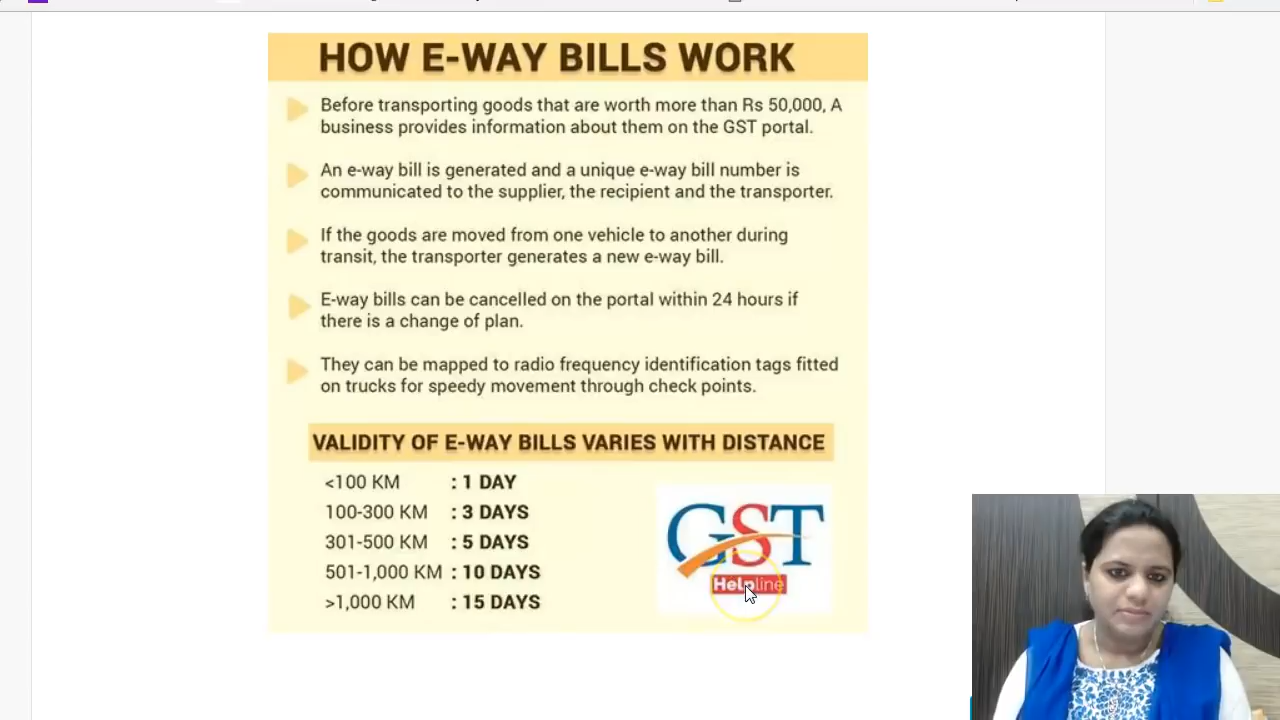 HOW E-WAY BILLS WORK
Before transporting goods that are worth more than Rs 50,000, A
business provides information about them on the GST portal.
An e-way bill is generated and a unique e-way bill number is
communicated to the supplier, the recipient and the transporter.
If the goods are moved from one vehicle to another during
transit, the transporter generates a new e-way bill.
E-way bills can be cancelled on the portal within 24 hours if
there is a change of plan.
They can be mapped to radio frequency identification tags fitted
on trucks for speedy movement through check points.
VALIDITY OF E-WAY BILLS VARIES WITH DISTANCE
<100 KM : 1 DAY
100-300 KM : 3 DAYS
301-500 KM : 5 DAYS
501-1,000 KM : 10 DAYS
>1,000 KM : 15 DAYS
GST
Helpline